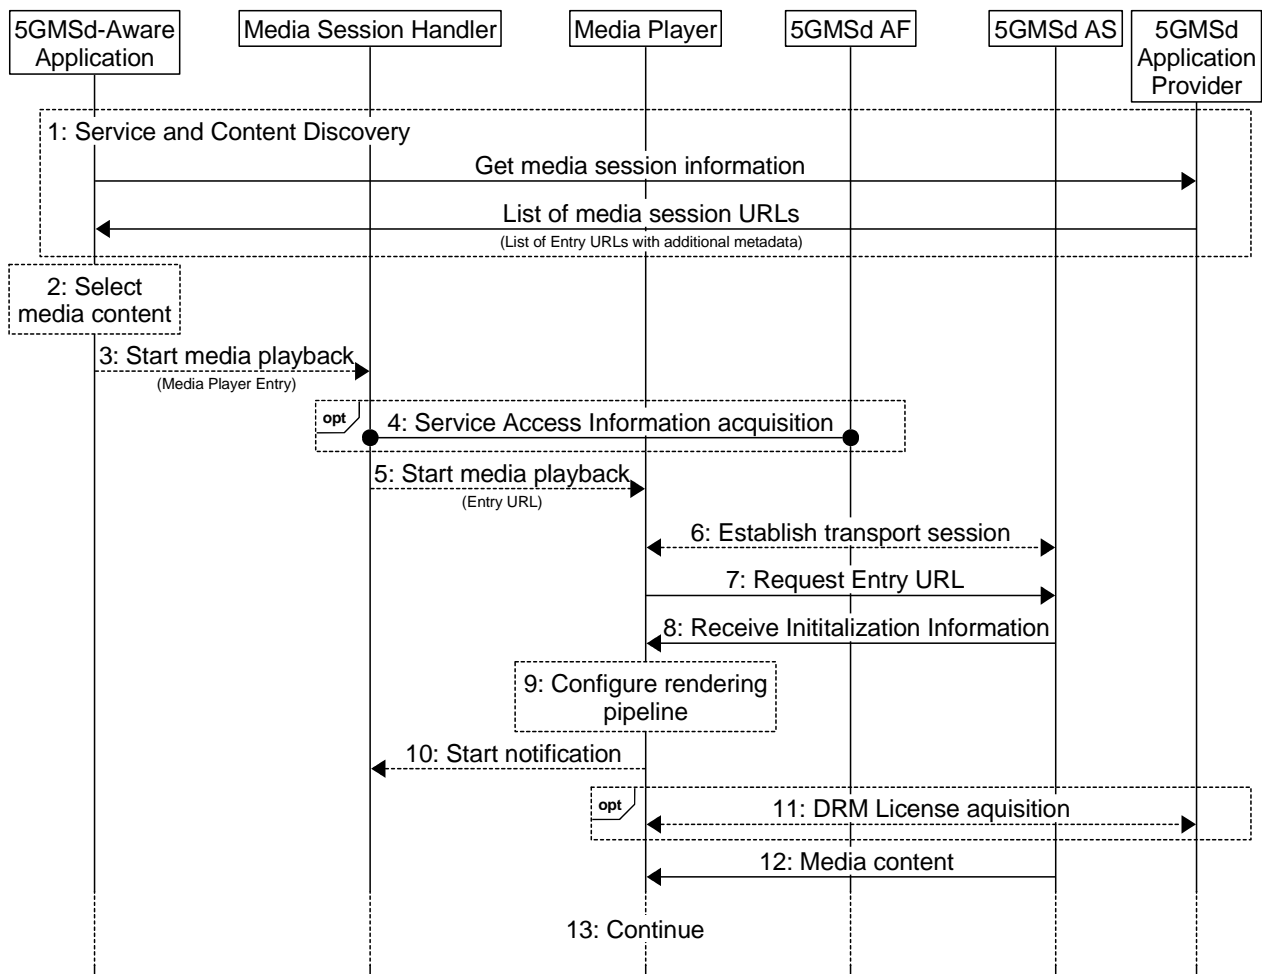 5GMSd-Aware
Application
Media Session Handler
Media Player
5GMSd AF
5GMSd AS
5GMSd
Application
Provider
1: Service and Content Discovery
Get media session information
List of media session URLs
(List of Entry URLs with additional metadata)
2: Select
media content
3: Start media playback
(Media Player Entry)
opt
4: Service Access Information acquisition
5: Start media playback
(Entry URL)
6: Establish transport session
7: Request Entry URL
8: Receive Inititalization Information
9: Configure rendering
pipeline
10: Start notification
opt
11: DRM License aquisition
12: Media content
13: Continue